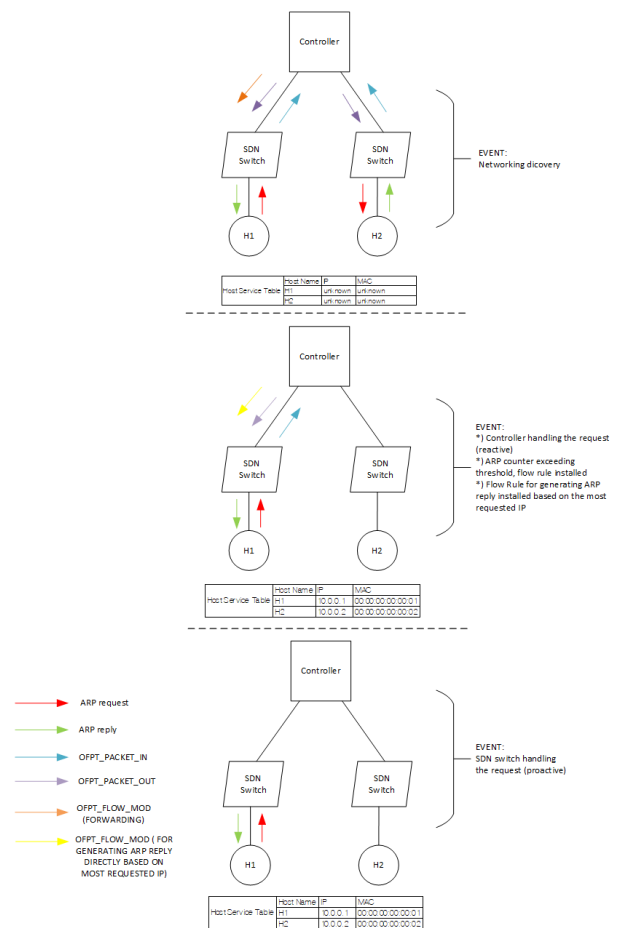 Controller
SDN
Switch
SDN
Switch
H1
H2
EVENT:
Networking dicovery
Host Service Table
Host Name IP MAC
H1 unknown unknown
H2 unknown unknown
Controller
SDN
Switch
SDN
Switch
H1
H2
EVENT:
*) Controller handling the request
(reactive)
*) ARP counter exceeding
threshold, flow rule installed
*) Flow Rule for generating ARP
reply installed based on the most
requested IP
Host Service Table
Host Name IP MAC
H1 10.0.0.1 00:00:00:00:00:01
H2 10.0.0.2 00:00:00:00:00:02
Controller
SDN
Switch
SDN
Switch
H1
H2
EVENT:
SDN switch handling
the request (proactive)
ARP request
ARP reply
OFPT_PACKET_IN
OFPT_PACKET_OUT
OFPT_FLOW_MOD
(FORWARDING)
OFPT_FLOW_MOD ( FOR
GENERATING ARP REPLY
DIRECTLY BASED ON
MOST REQUESTED IP)
Host Service Table
Host Name IP MAC
H1 10.0.0.1 00:00:00:00:00:01
H2 10.0.0.2 00:00:00:00:00:02